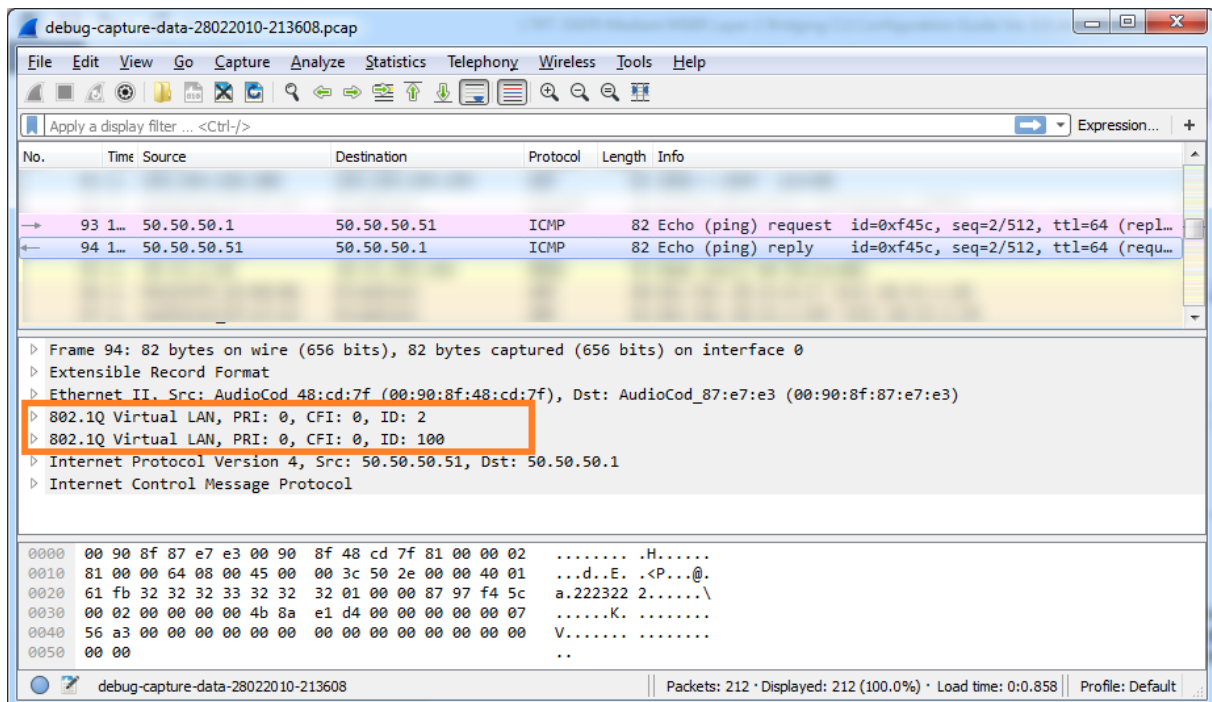 debug-capture-data-28022010-213608.pcap
File Edit View Go Capture Analyze Statistics Telephony Wireless Tools Help
Apply a display filter ... <Ctrl-/> Expression... +
No. Time Source Destination Protocol Length Info
93 1... 50.50.50.1 50.50.50.51 ICMP 82 Echo (ping) request id=0xf45c, seq=2/512, ttl=64 (repl...
94 1... 50.50.50.51 50.50.50.1 ICMP 82 Echo (ping) reply id=0xf45c, seq=2/512, ttl=64 (requ...
Frame 94: 82 bytes on wire (656 bits), 82 bytes captured (656 bits) on interface 0
Extensible Record Format
Ethernet II, Src: AudioCod_48:cd:7f (00:90:8f:48:cd:7f), Dst: AudioCod_87:e7:e3 (00:90:8f:87:e7:e3)
802.1Q Virtual LAN, PRI: 0, CFI: 0, ID: 2
802.1Q Virtual LAN, PRI: 0, CFI: 0, ID: 100
Internet Protocol Version 4, Src: 50.50.50.51, Dst: 50.50.50.1
Internet Control Message Protocol
0000 00 90 8f 87 e7 e3 00 90 8f 48 cd 7f 81 00 00 02 ........ .H......
0010 81 00 00 64 08 00 45 00 00 3c 50 2e 00 00 40 01 ...d..E. .<P...@.
0020 61 fb 32 32 32 33 32 32 32 01 00 00 87 97 f4 5c a.222322 2......\
0030 00 02 00 00 00 00 4b 8a e1 d4 00 00 00 00 00 07 ......K. ........
0040 56 a3 00 00 00 00 00 00 00 00 00 00 00 00 00 00 V....... ........
0050 00 00 ..
debug-capture-data-28022010-213608 Packets: 212 · Displayed: 212 (100.0%) · Load time: 0:0.858 Profile: Default